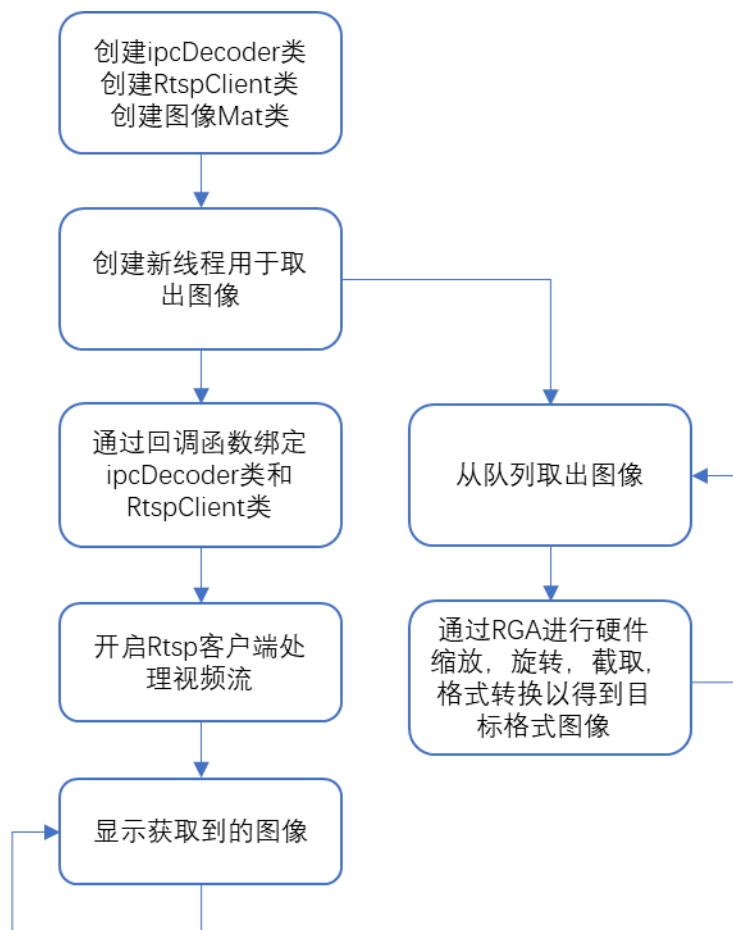 创建ipcDecoder类
创建RtspClient类
创建图像Mat类
创建新线程用于取
出图像
通过回调函数绑定
ipcDecoder类和
RtspClient类
从队列取出图像
开启Rtsp客户端处
理视频流
通过RGA进行硬件
缩放，旋转，截取，
格式转换以得到目
标格式图像
显示获取到的图像